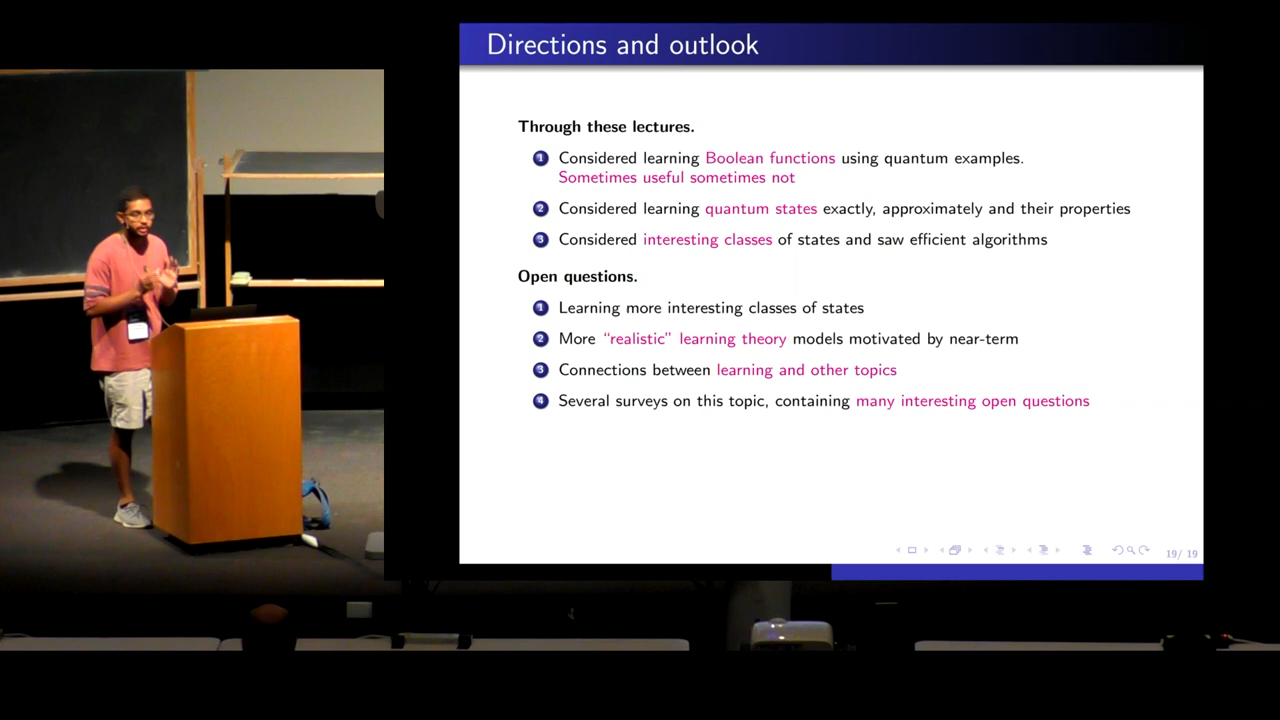 Directions and outlook
Through these lectures.
1 Considered learning Boolean functions using quantum examples.
Sometimes useful sometimes not
2 Considered learning quantum states exactly, approximately and their properties
3 Considered interesting classes of states and saw efficient algorithms
Open questions.
1 Learning more interesting classes of states
2 More “realistic” learning theory models motivated by near-term
3 Connections between learning and other topics
4 Several surveys on this topic, containing many interesting open questions
19/ 19